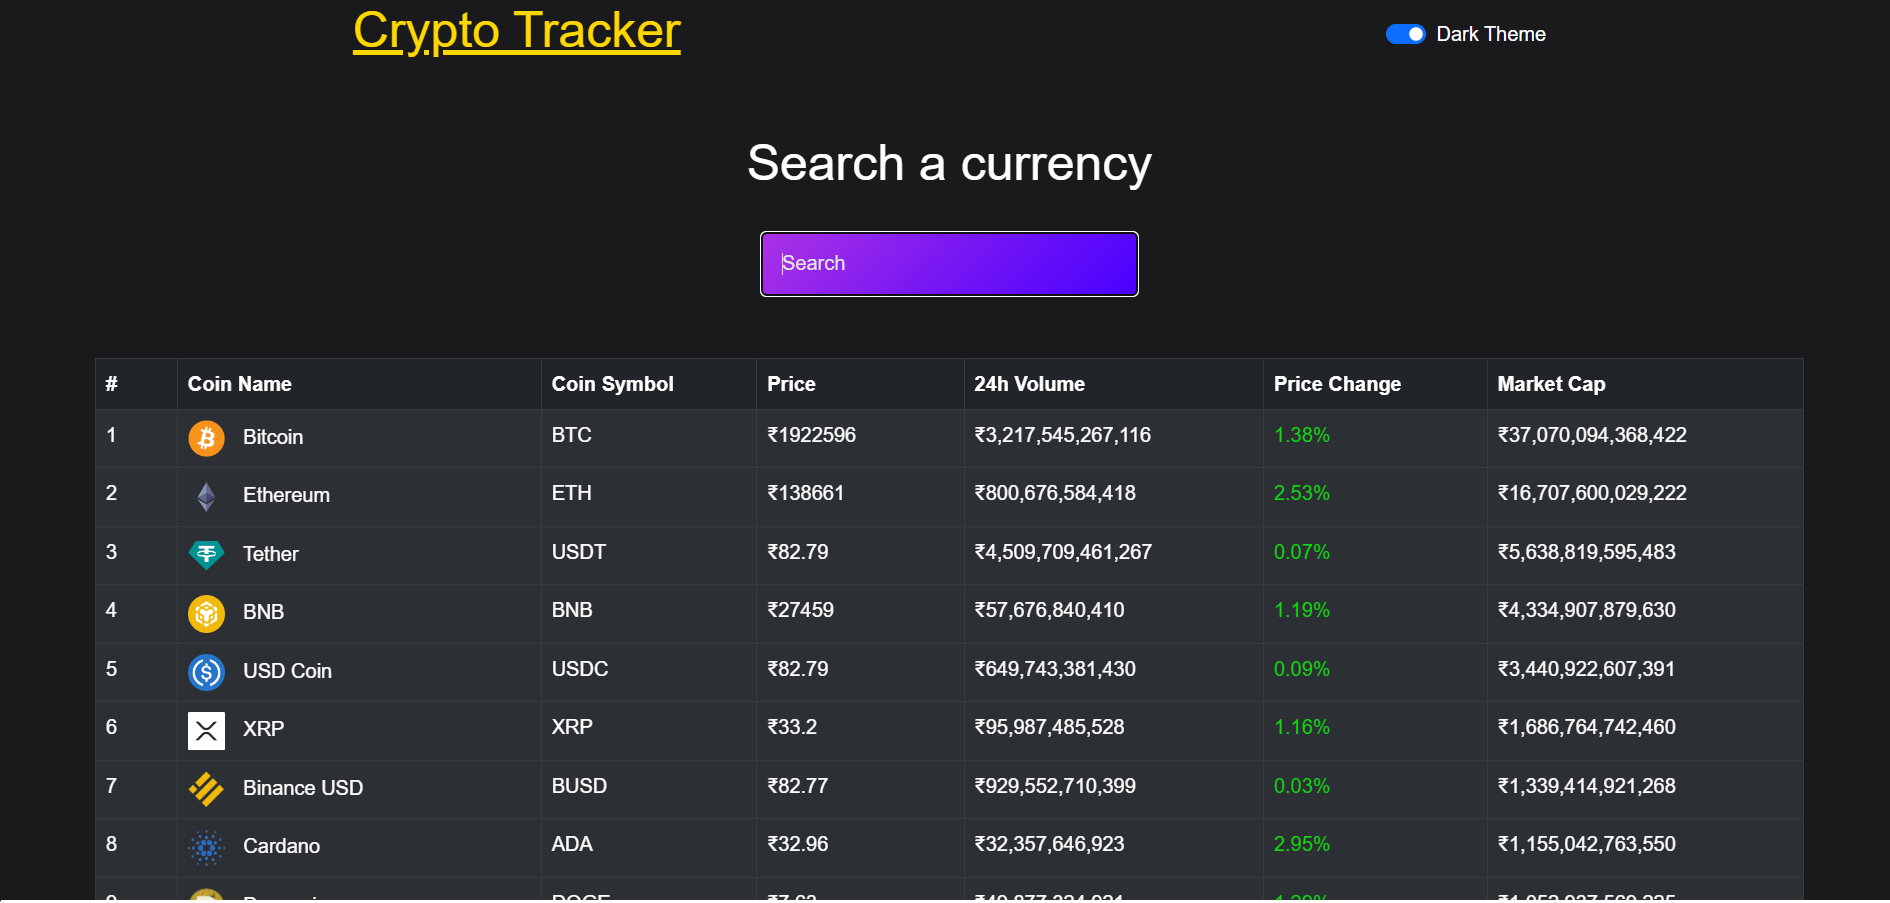 Crypto Tracker
Dark Theme
Search a currency
Search
# Coin Name Coin Symbol Price 24h Volume Price Change Market Cap
1 Bitcoin BTC ₹1922596 ₹3,217,545,267,116 1.38% ₹37,070,094,368,422
2 Ethereum ETH ₹138661 ₹800,676,584,418 2.53% ₹16,707,600,029,222
3 Tether USDT ₹82.79 ₹4,509,709,461,267 0.07% ₹5,638,819,595,483
4 BNB BNB ₹27459 ₹57,676,840,410 1.19% ₹4,334,907,879,630
5 USD Coin USDC ₹82.79 ₹649,743,381,430 0.09% ₹3,440,922,607,391
6 XRP XRP ₹33.2 ₹95,987,485,528 1.16% ₹1,686,764,742,460
7 Binance USD BUSD ₹82.77 ₹929,552,710,399 0.03% ₹1,339,414,921,268
8 Cardano ADA ₹32.96 ₹32,357,646,923 2.95% ₹1,155,042,763,550